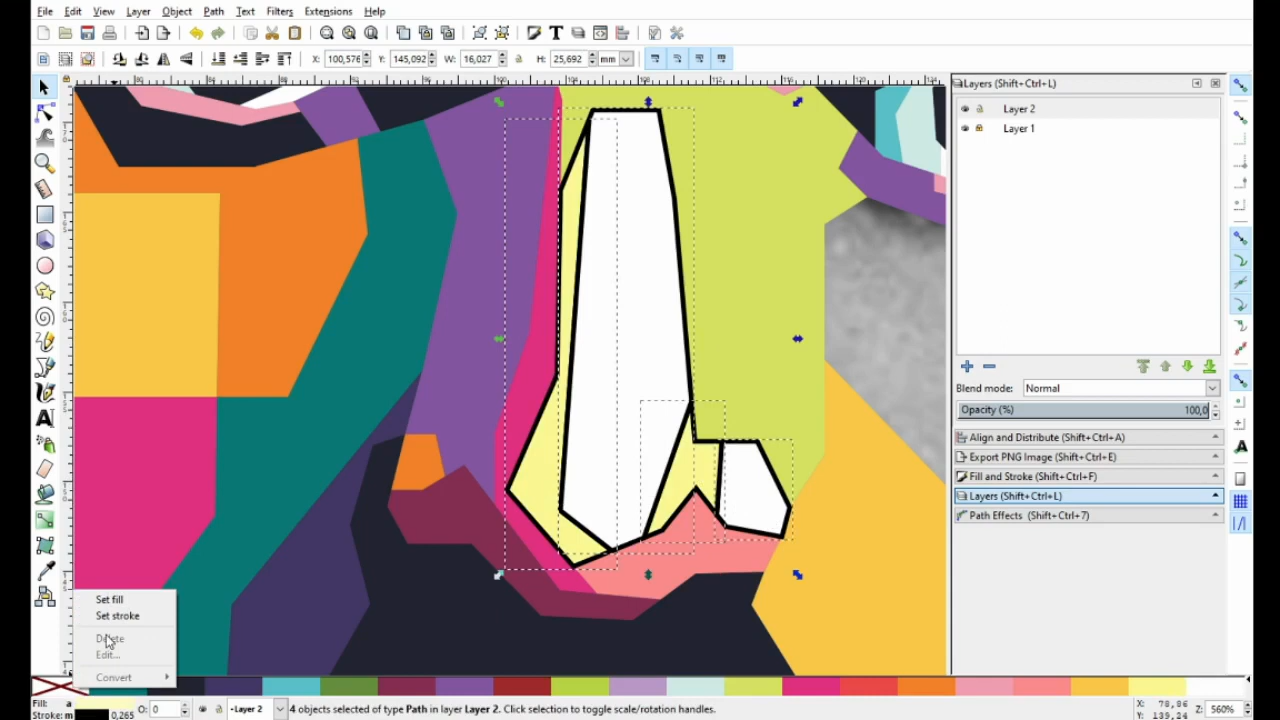 File Edit View Layer Object Path Text Filters Extensions Help
X: 100,576 Y: 145,092 W: 16,027 H: 25,692 mm
Layers (Shift+Ctrl+L)
Layer 2
Layer 1
Blend mode: Normal
Opacity (%) 100,0
Align and Distribute (Shift+Ctrl+A)
Export PNG Image (Shift+Ctrl+E)
Fill and Stroke (Shift+Ctrl+F)
Layers (Shift+Ctrl+L)
Path Effects (Shift+Ctrl+7)
Set fill
Set stroke
Delete
Edit...
Convert
Fill: a O: 0 -Layer 2 4 objects selected of type Path in layer Layer 2. Click selection to toggle scale/rotation handles. X: 78,86 Z: 560%
Stroke: m 0,265 Y: 139,24